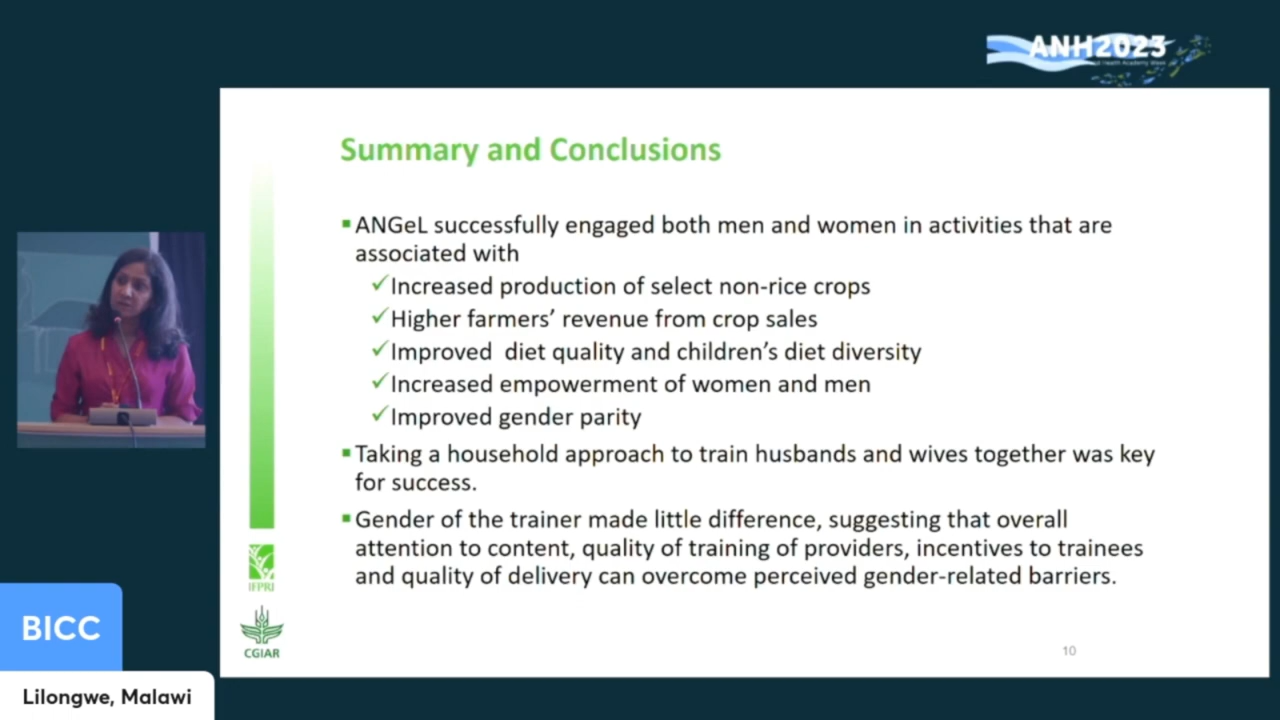 ANH2023
Summary and Conclusions
ANGeL successfully engaged both men and women in activities that are
associated with
Increased production of select non-rice crops
Higher farmers’ revenue from crop sales
Improved diet quality and children’s diet diversity
Increased empowerment of women and men
Improved gender parity
Taking a household approach to train husbands and wives together was key
for success.
Gender of the trainer made little difference, suggesting that overall
attention to content, quality of training of providers, incentives to trainees
and quality of delivery can overcome perceived gender-related barriers.
IFPRI
CGIAR
10
BICC
Lilongwe, Malawi